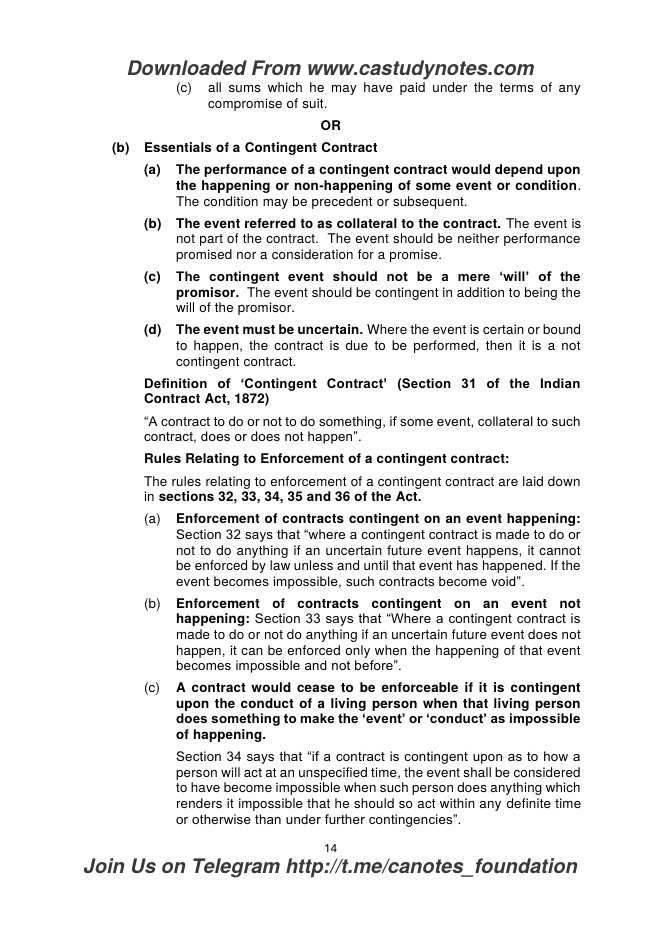 Downloaded From www.castudynotes.com
(c) all sums which he may have paid under the terms of any
compromise of suit.
OR
(b) Essentials of a Contingent Contract
(a) The performance of a contingent contract would depend upon
the happening or non-happening of some event or condition.
The condition may be precedent or subsequent.
(b) The event referred to as collateral to the contract. The event is
not part of the contract. The event should be neither performance
promised nor a consideration for a promise.
(c) The contingent event should not be a mere ‘will’ of the
promisor. The event should be contingent in addition to being the
will of the promisor.
(d) The event must be uncertain. Where the event is certain or bound
to happen, the contract is due to be performed, then it is a not
contingent contract.
Definition of ‘Contingent Contract’ (Section 31 of the Indian
Contract Act, 1872)
“A contract to do or not to do something, if some event, collateral to such
contract, does or does not happen”.
Rules Relating to Enforcement of a contingent contract:
The rules relating to enforcement of a contingent contract are laid down
in sections 32, 33, 34, 35 and 36 of the Act.
(a) Enforcement of contracts contingent on an event happening:
Section 32 says that “where a contingent contract is made to do or
not to do anything if an uncertain future event happens, it cannot
be enforced by law unless and until that event has happened. If the
event becomes impossible, such contracts become void”.
(b) Enforcement of contracts contingent on an event not
happening: Section 33 says that “Where a contingent contract is
made to do or not do anything if an uncertain future event does not
happen, it can be enforced only when the happening of that event
becomes impossible and not before”.
(c) A contract would cease to be enforceable if it is contingent
upon the conduct of a living person when that living person
does something to make the ‘event’ or ‘conduct’ as impossible
of happening.
Section 34 says that “if a contract is contingent upon as to how a
person will act at an unspecified time, the event shall be considered
to have become impossible when such person does anything which
renders it impossible that he should so act within any definite time
or otherwise than under further contingencies”.
14
Join Us on Telegram http://t.me/canotes_foundation